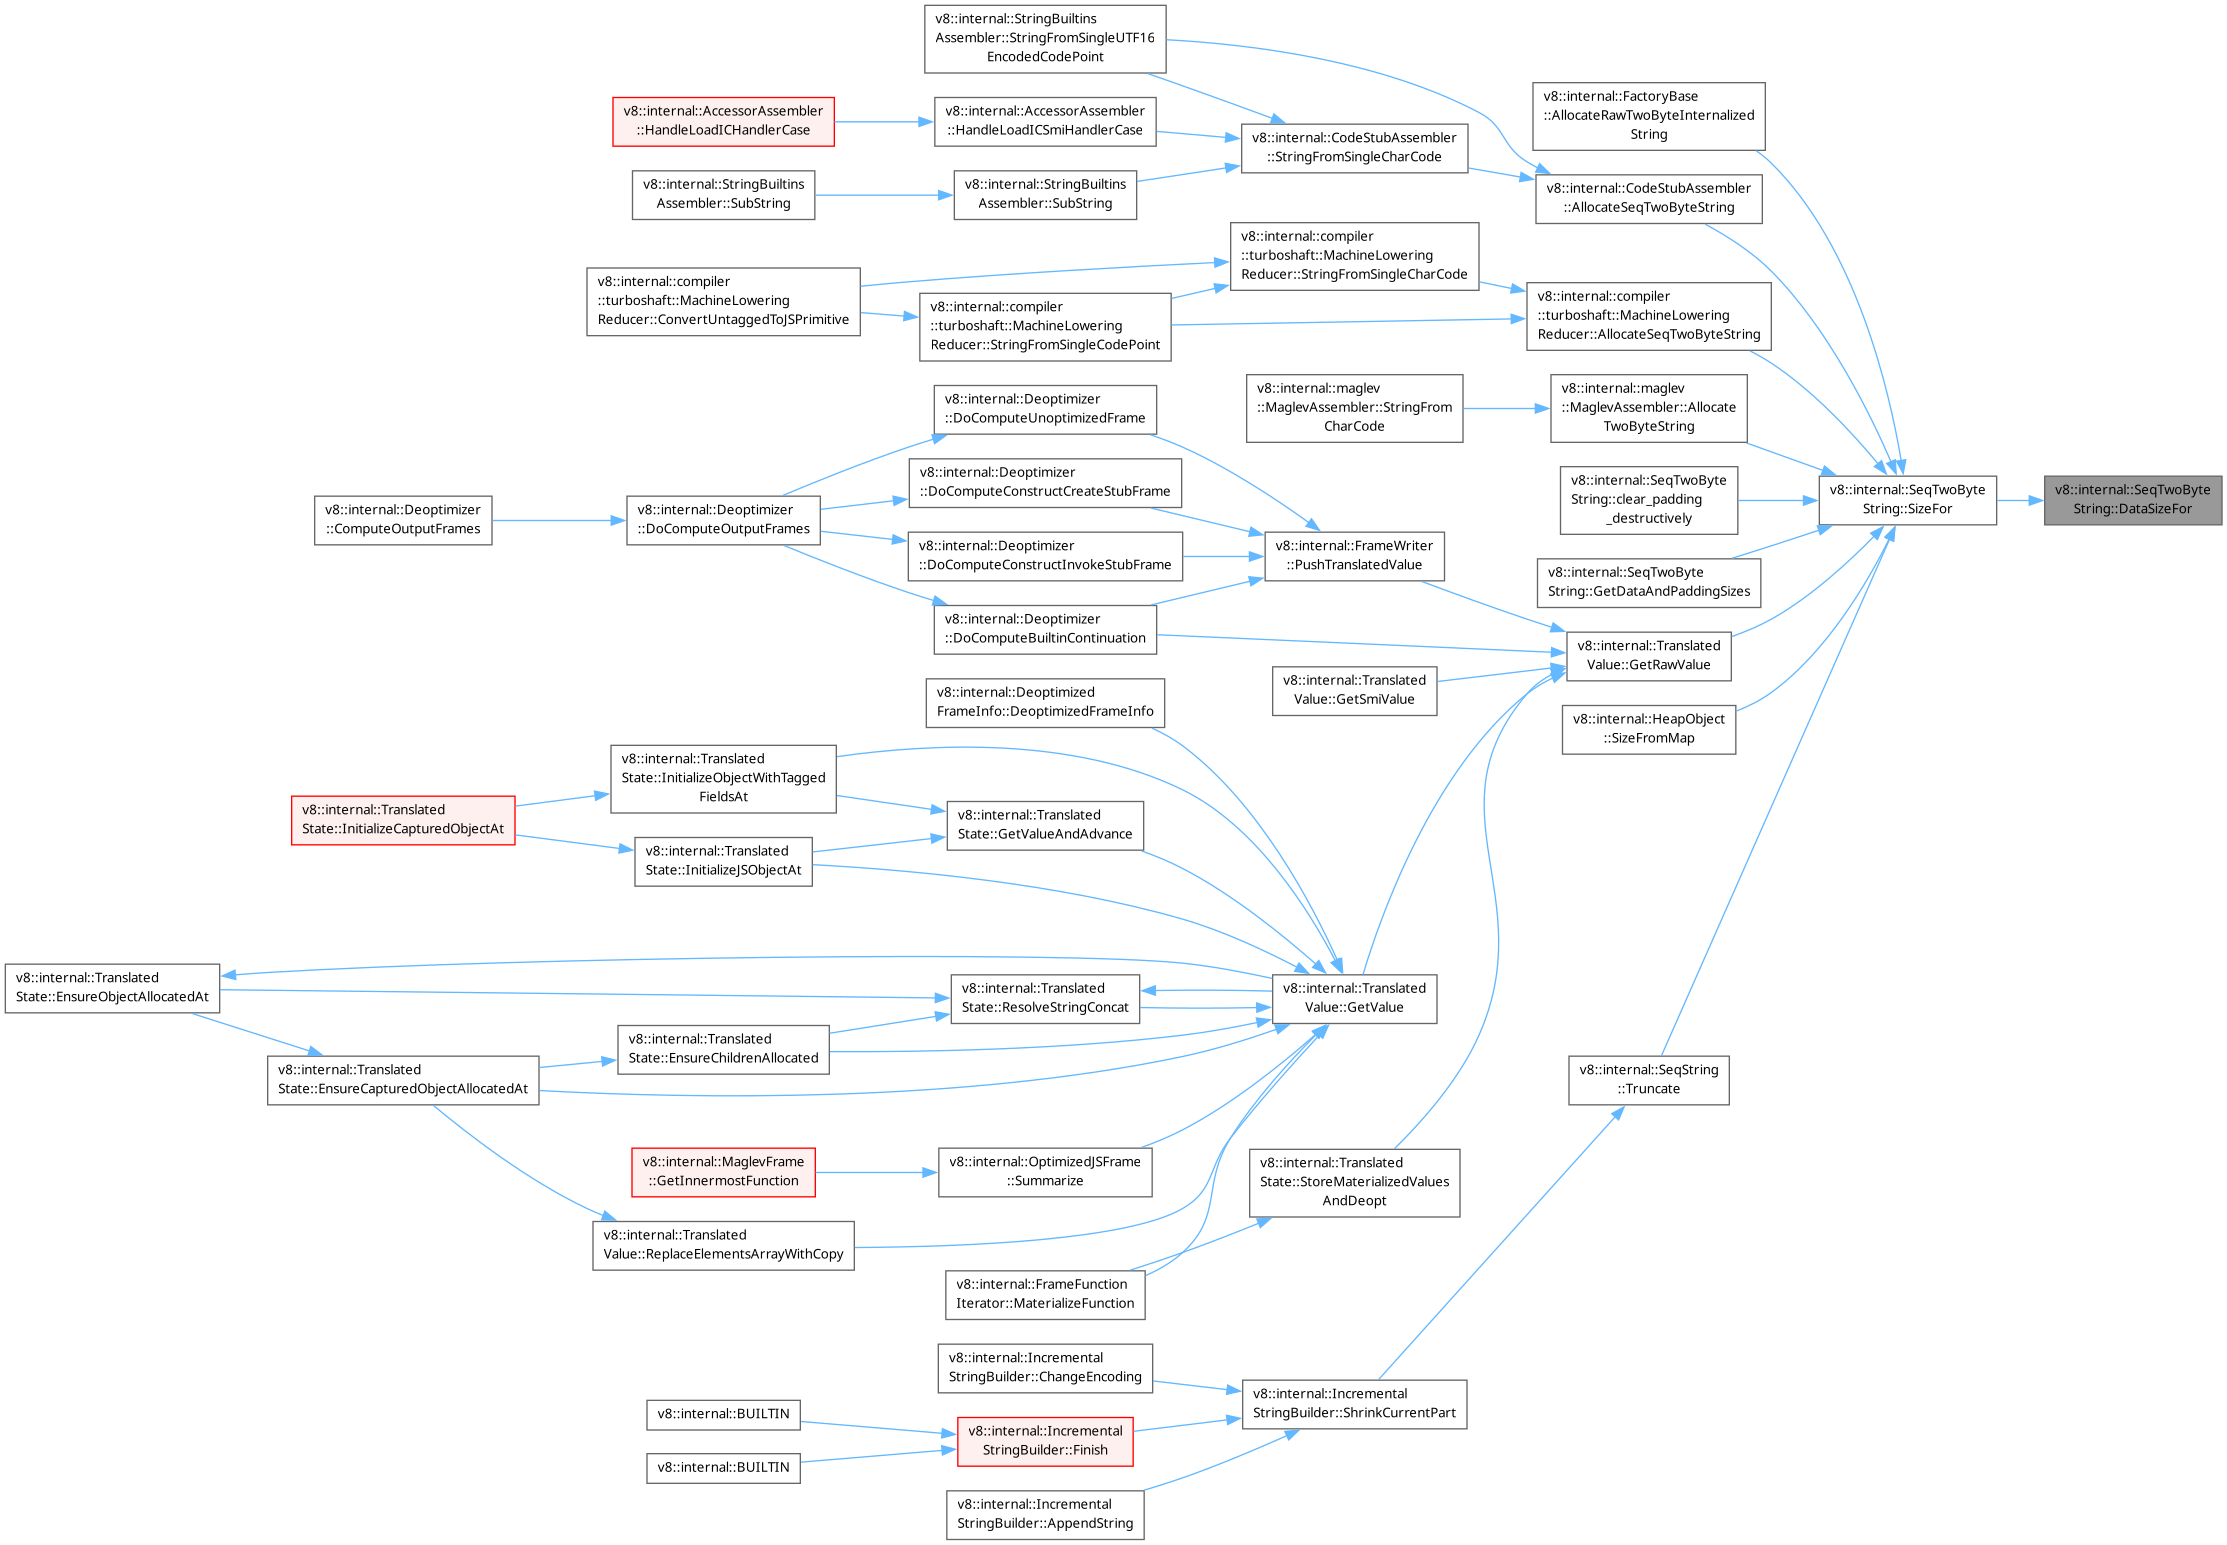 v8::internal::StringBuiltins
Assembler::StringFromSingleUTF16
EncodedCodePoint
v8::internal::FactoryBase
::AllocateRawTwoByteInternalized
String
v8::internal::AccessorAssembler
::HandleLoadICHandlerCase
v8::internal::AccessorAssembler
::HandleLoadICSmiHandlerCase
v8::internal::CodeStubAssembler
::StringFromSingleCharCode
v8::internal::StringBuiltins
Assembler::SubString
v8::internal::StringBuiltins
Assembler::SubString
v8::internal::CodeStubAssembler
::AllocateSeqTwoByteString
v8::internal::compiler
::turboshaft::MachineLowering
Reducer::StringFromSingleCharCode
v8::internal::compiler
::turboshaft::MachineLowering
Reducer::ConvertUntaggedToJSPrimitive
v8::internal::compiler
::turboshaft::MachineLowering
Reducer::StringFromSingleCodePoint
v8::internal::compiler
::turboshaft::MachineLowering
Reducer::AllocateSeqTwoByteString
v8::internal::Deoptimizer
::DoComputeUnoptimizedFrame
v8::internal::maglev
::MaglevAssembler::StringFrom
CharCode
v8::internal::maglev
::MaglevAssembler::Allocate
TwoByteString
v8::internal::Deoptimizer
::DoComputeConstructCreateStubFrame
v8::internal::SeqTwoByte
String::clear_padding
_destructively
v8::internal::SeqTwoByte
String::SizeFor
v8::internal::SeqTwoByte
String::DataSizeFor
v8::internal::Deoptimizer
::ComputeOutputFrames
v8::internal::Deoptimizer
::DoComputeOutputFrames
v8::internal::Deoptimizer
::DoComputeConstructInvokeStubFrame
v8::internal::FrameWriter
::PushTranslatedValue
v8::internal::SeqTwoByte
String::GetDataAndPaddingSizes
v8::internal::Deoptimizer
::DoComputeBuiltinContinuation
v8::internal::Translated
Value::GetRawValue
v8::internal::Translated
Value::GetSmiValue
v8::internal::Deoptimized
FrameInfo::DeoptimizedFrameInfo
v8::internal::HeapObject
::SizeFromMap
v8::internal::Translated
State::InitializeObjectWithTagged
FieldsAt
v8::internal::Translated
State::InitializeCapturedObjectAt
v8::internal::Translated
State::GetValueAndAdvance
v8::internal::Translated
State::InitializeJSObjectAt
v8::internal::Translated
State::EnsureObjectAllocatedAt
v8::internal::Translated
State::ResolveStringConcat
v8::internal::Translated
Value::GetValue
v8::internal::Translated
State::EnsureChildrenAllocated
v8::internal::Translated
State::EnsureCapturedObjectAllocatedAt
v8::internal::SeqString
::Truncate
v8::internal::MaglevFrame
::GetInnermostFunction
v8::internal::OptimizedJSFrame
::Summarize
v8::internal::Translated
State::StoreMaterializedValues
AndDeopt
v8::internal::Translated
Value::ReplaceElementsArrayWithCopy
v8::internal::FrameFunction
Iterator::MaterializeFunction
v8::internal::Incremental
StringBuilder::ChangeEncoding
v8::internal::Incremental
StringBuilder::ShrinkCurrentPart
v8::internal::BUILTIN
v8::internal::Incremental
StringBuilder::Finish
v8::internal::BUILTIN
v8::internal::Incremental
StringBuilder::AppendString